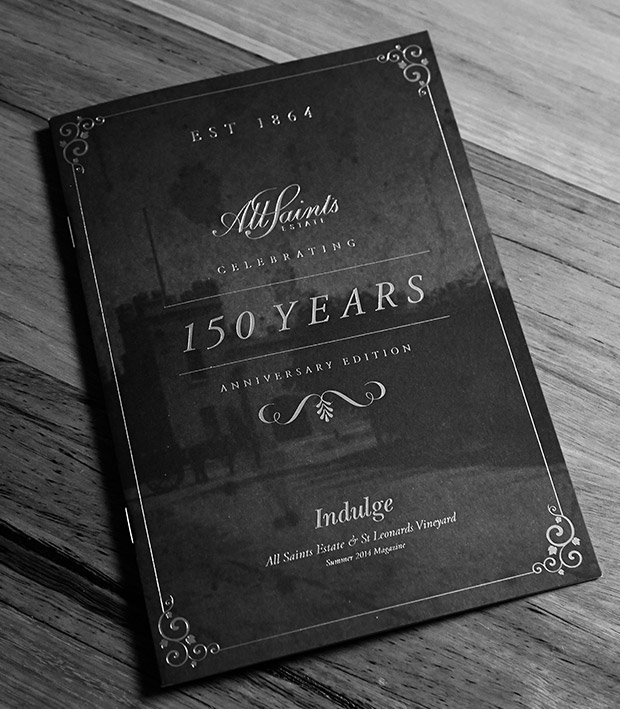 EST 1864
All Saints
ESTATE
CELEBRATING
150 YEARS
ANNIVERSARY EDITION
Indulge
All Saints Estate & St Leonards Vineyard
Summer 2014 Magazine